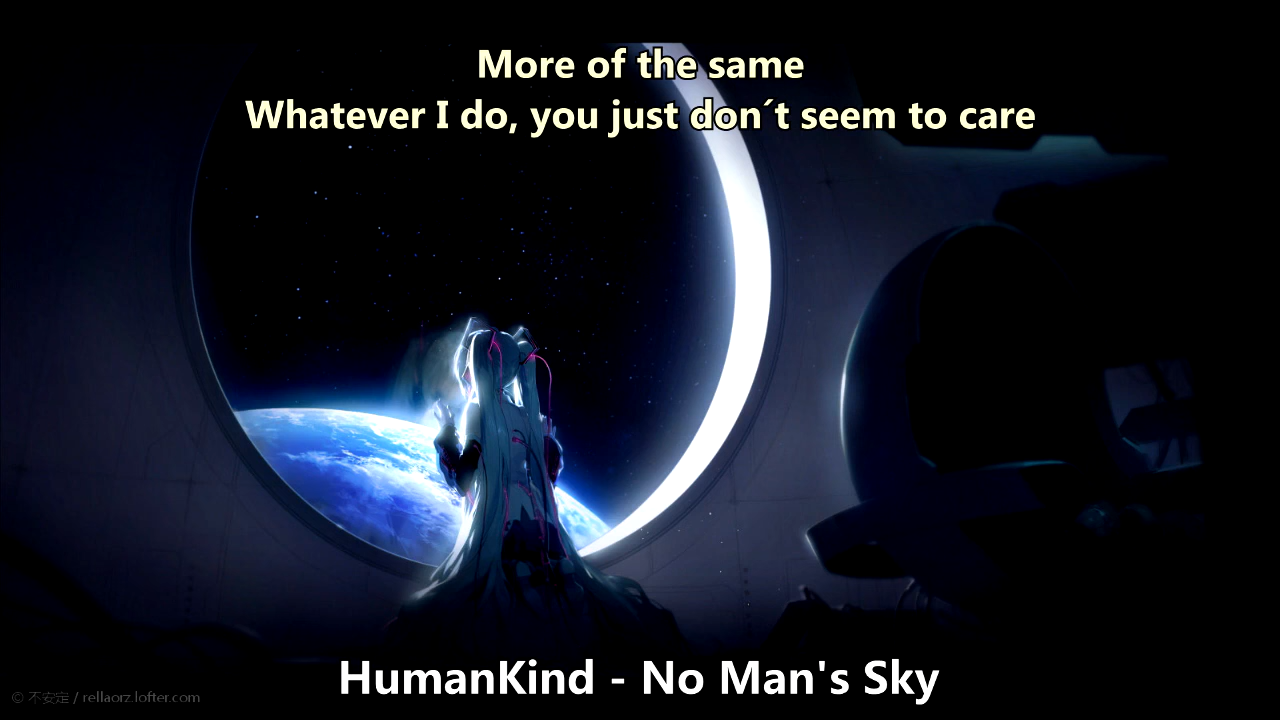 More of the same
Whatever I do, you just don´t seem to care
HumanKind - No Man's Sky
© 不安定 / rellaorz.lofter.com